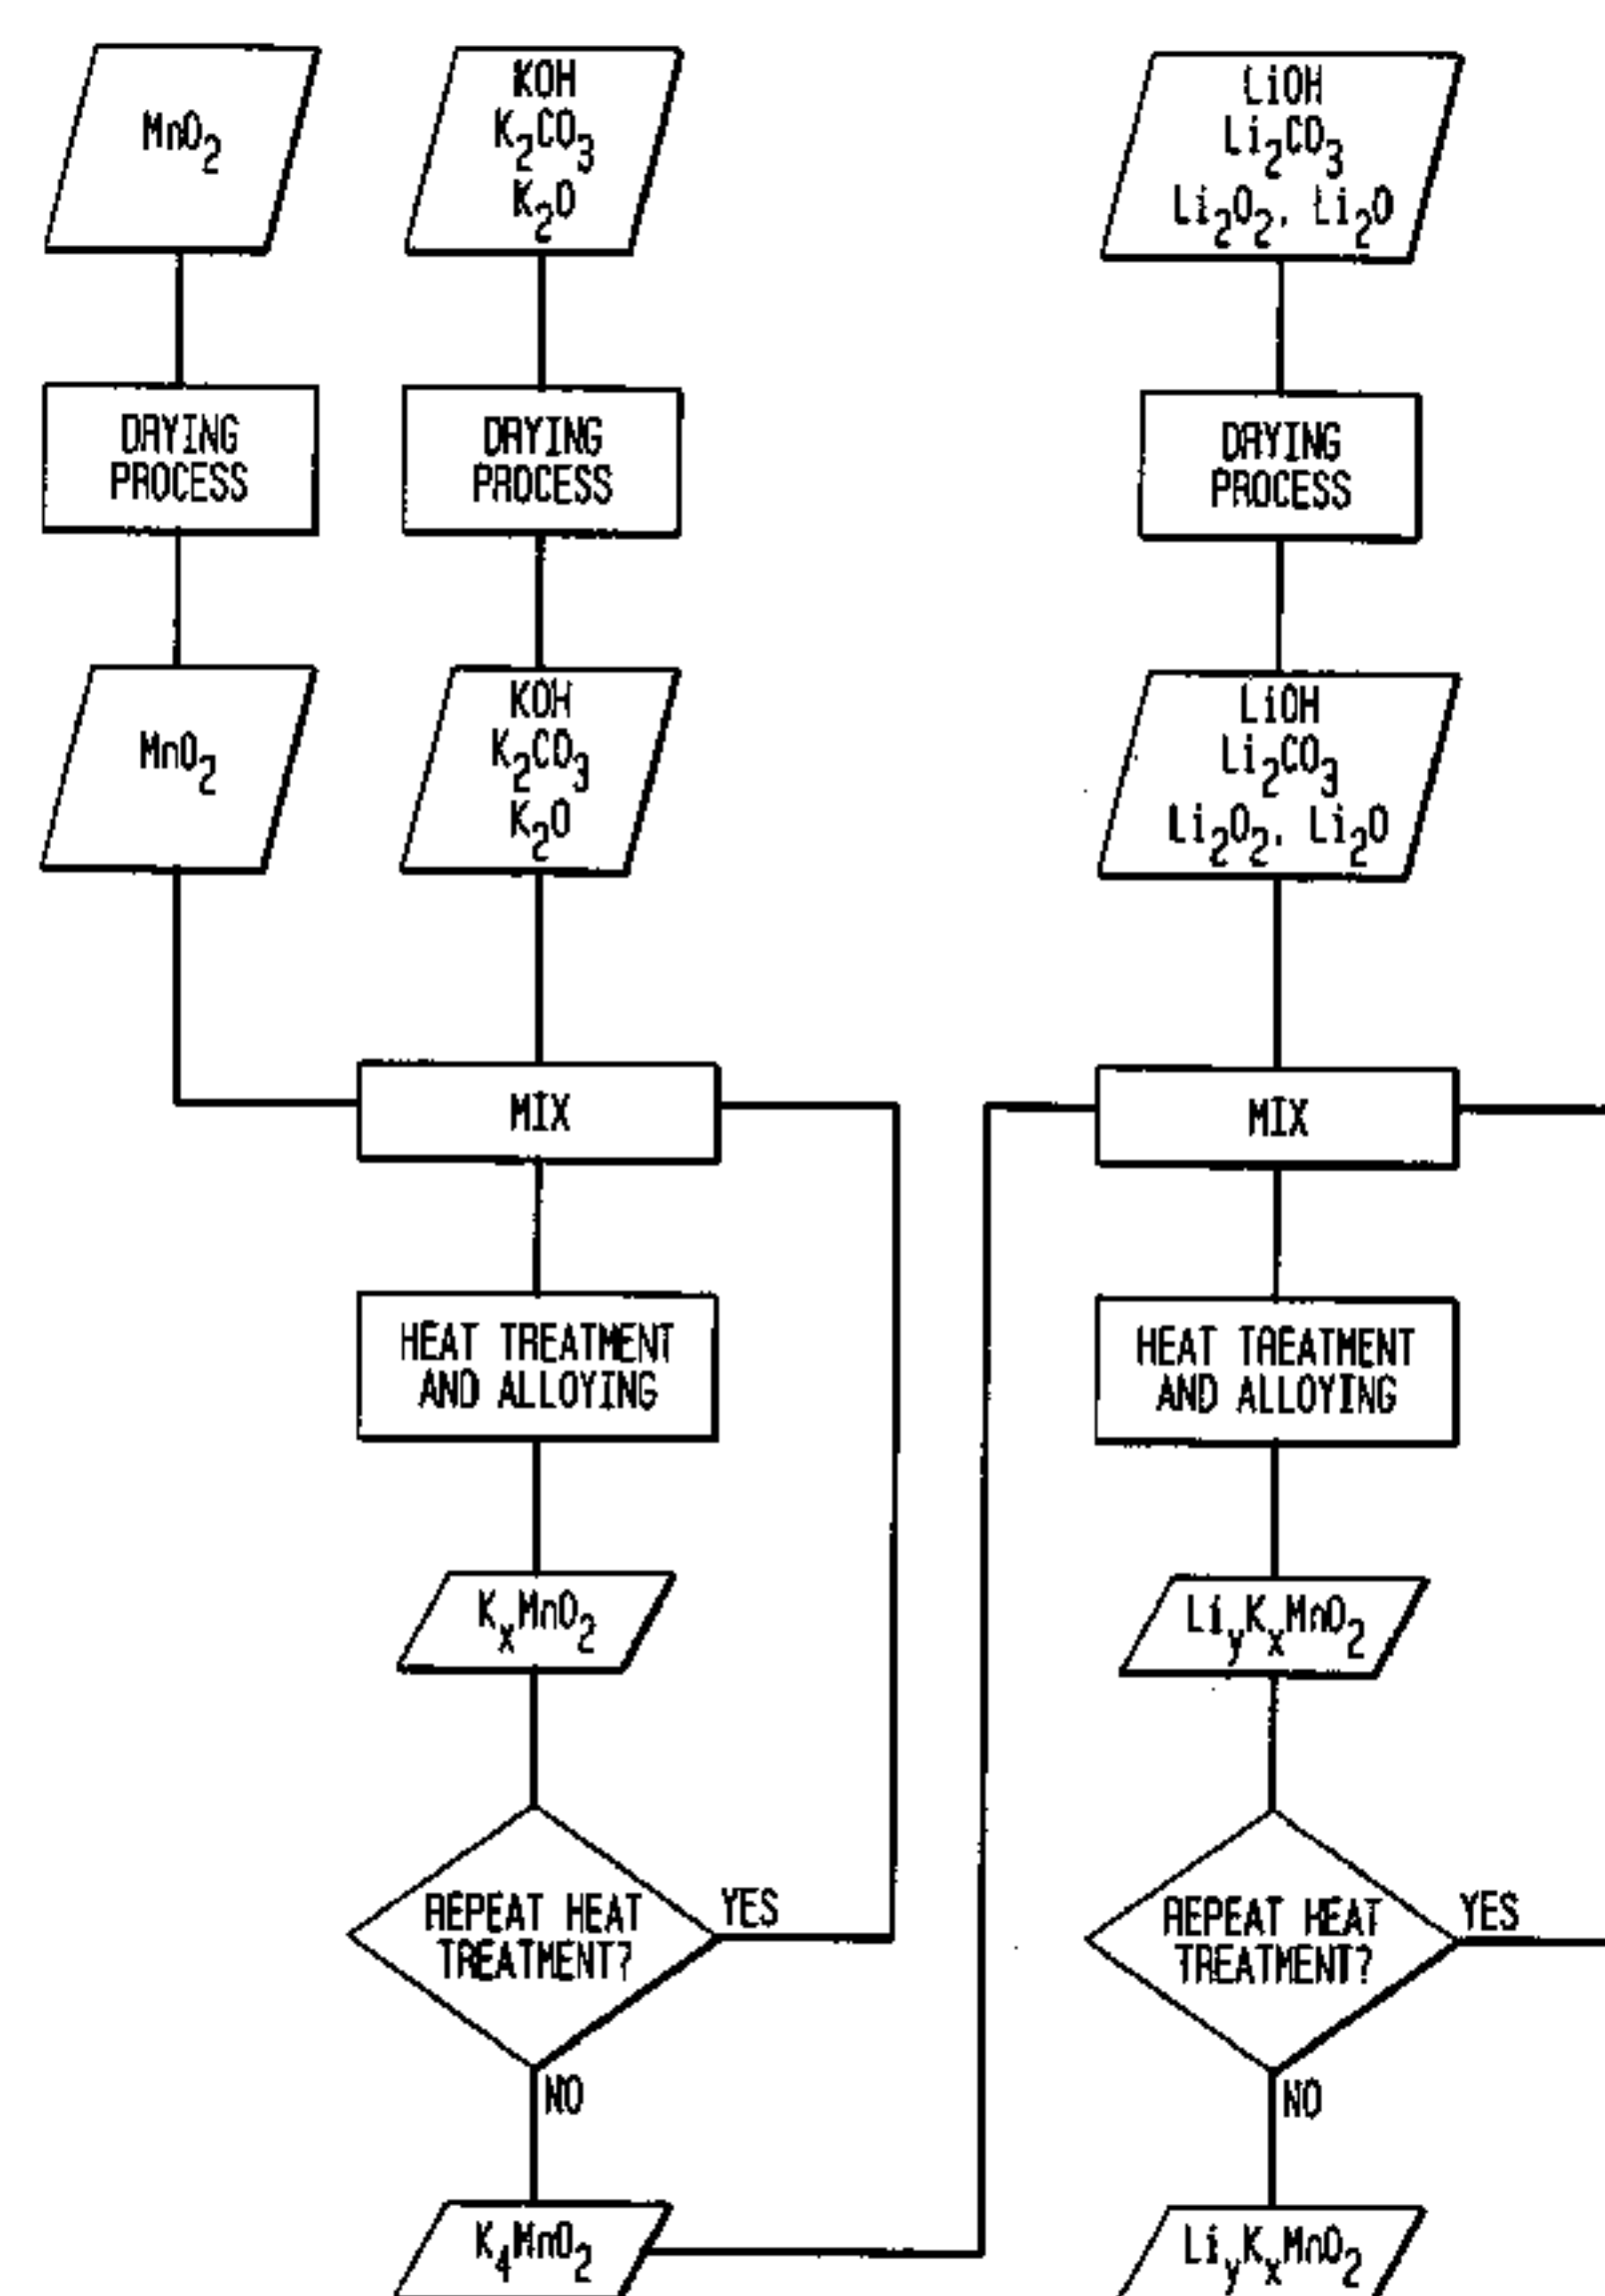 MnO₂
KOH
K₂CO₃
K₂O
LiOH
Li₂CO₃
Li₂O₂, Li₂O
DRYING
PROCESS
DRYING
PROCESS
DRYING
PROCESS
MnO₂
KOH
K₂CO₃
K₂O
LiOH
Li₂CO₃
Li₂O₂, Li₂O
MIX
MIX
HEAT TREATMENT
AND ALLOYING
HEAT TREATMENT
AND ALLOYING
KₓMnO₂
LiyKₓMnO₂
REPEAT HEAT
TREATMENT?
YES
REPEAT HEAT
TREATMENT?
YES
NO
NO
K₄MnO₂
LiyKₓMnO₂